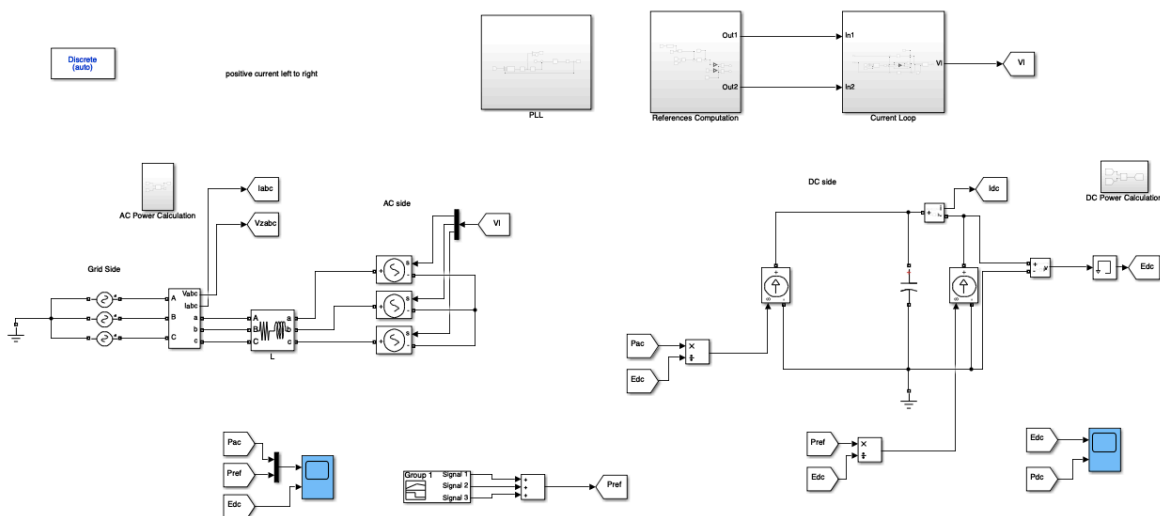 Discrete
(auto)
positive current left to right
PLL
Out1
Out2
References Computation
In1
In2
VI
Current Loop
VI
AC Power Calculation
Iabc
Vzabc
AC side
VI
Grid Side
A
B
C
Vabc
Iabc
a
b
c
A
B
C
a
b
c
L
+
s
-
+
s
-
+
s
-
DC side
Idc
DC Power Calculation
Edc
Pac
Edc
×
÷
Pref
Edc
×
÷
Pac
Pref
Edc
Group 1
Signal 1
Signal 2
Signal 3
+
+
+
Pref
Edc
Pdc